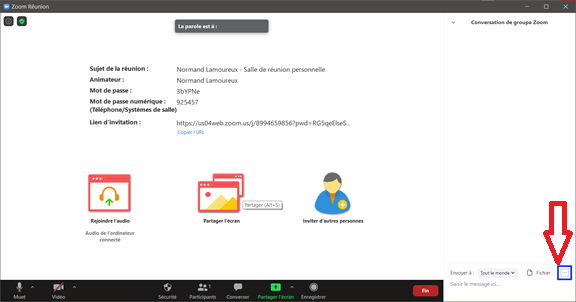 Zoom Réunion
La parole est à :
Conversation de groupe Zoom
Sujet de la réunion : Normand Lamoureux - Salle de réunion personnelle
Animateur : Normand Lamoureux
Mot de passe : 3bYPNe
Mot de passe numérique : 925457
(Téléphone/Systèmes de salle)
Lien d'invitation : https://us04web.zoom.us/j/8994659856?pwd=RG5qeElseS...
Copier l'URL
Partager (Alt+S)
Rejoindre l'audio
Partager l'écran
Inviter d'autres personnes
Audio de l'ordinateur
connecté
Envoyer à : Tout le monde
Fichier
Saisir le message ici...
Muet
Vidéo
Sécurité
Participants
1
Converser
Partager l'écran
Enregistrer
Fin